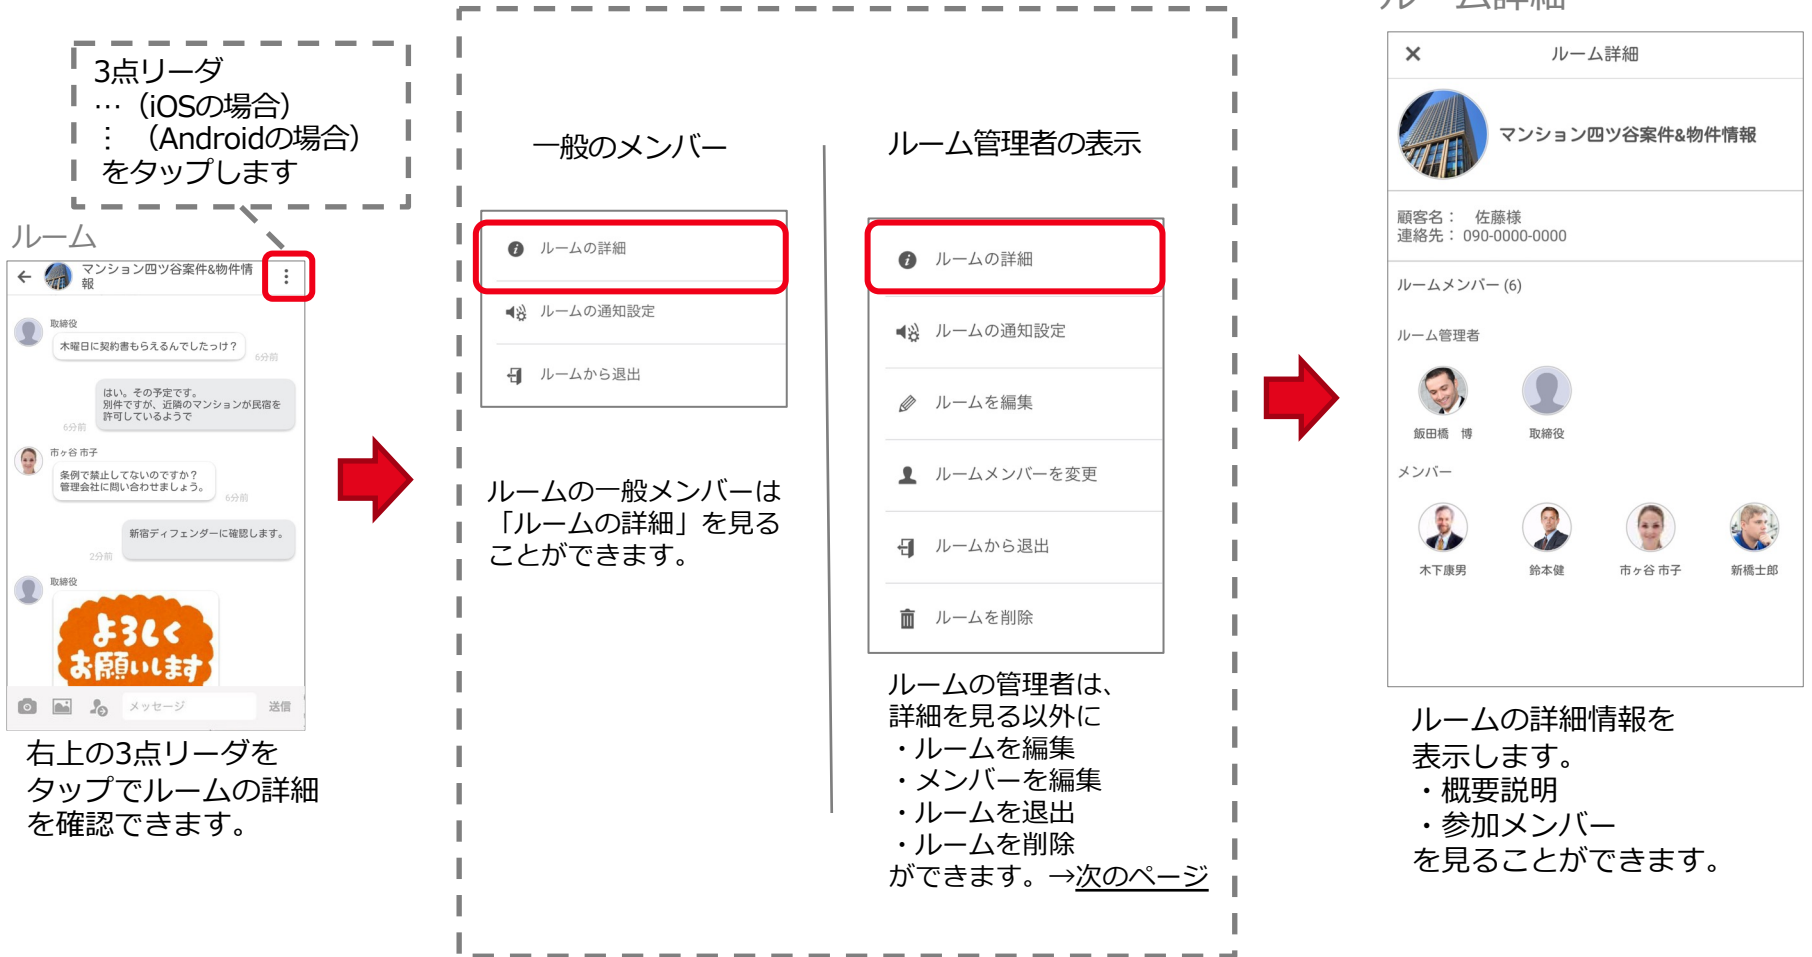 3点リーダ
…（iOSの場合）
⋮（Androidの場合）
をタップします
ルーム
マンション四ツ谷案件&物件情
報
取締役
木曜日に契約書もらえるんでしたっけ？
6分前
はい。その予定です。
別件ですが、近隣のマンションが民宿を
許可しているようで
6分前
市ヶ谷 市子
条例で禁止してないのですか？
管理会社に問い合わせましょう。
6分前
新宿ディフェンダーに確認します。
2分前
取締役
よろしく
お願いします
メッセージ
送信
右上の3点リーダを
タップでルームの詳細
を確認できます。
一般のメンバー
ルームの詳細
ルームの通知設定
ルームから退出
ルームの一般メンバーは
「ルームの詳細」を見る
ことができます。
ルーム管理者の表示
ルームの詳細
ルームの通知設定
ルームを編集
ルームメンバーを変更
ルームから退出
ルームを削除
ルームの管理者は、
詳細を見る以外に
・ルームを編集
・メンバーを編集
・ルームを退出
・ルームを削除
ができます。→次のページ
ルーム詳細
ルーム詳細
マンション四ツ谷案件&物件情報
顧客名： 佐藤様
連絡先： 090-0000-0000
ルームメンバー (6)
ルーム管理者
飯田橋 博
取締役
メンバー
木下康男
鈴本健
市ヶ谷 市子
新橋士郎
ルームの詳細情報を
表示します。
・概要説明
・参加メンバー
を見ることができます。